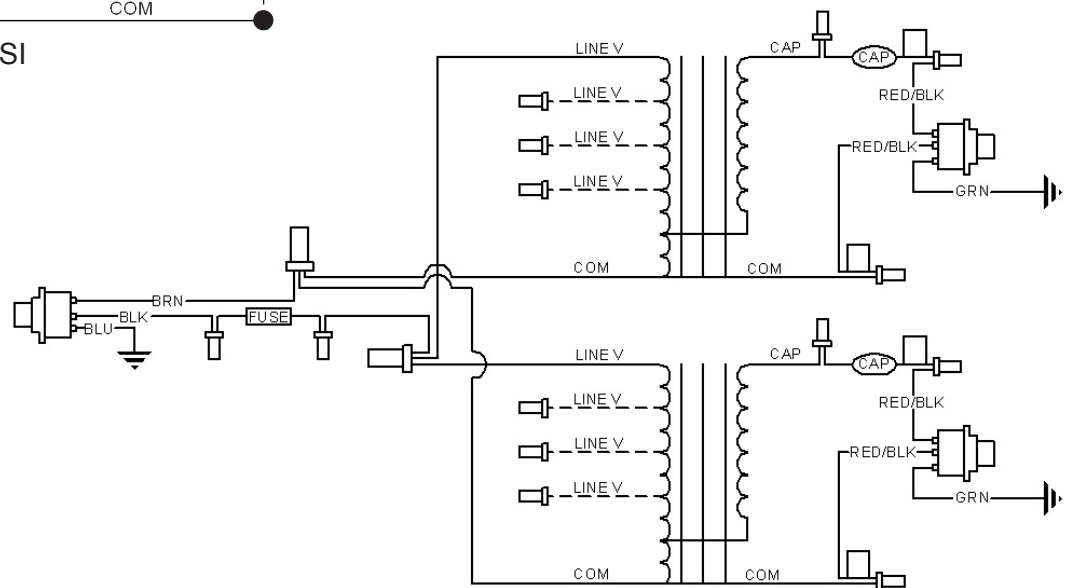 COM
SI
LINE V
CAP
CAP
LINE V
RED/BLK
LINE V
RED/BLK
LINE V
GRN
COM
COM
BRN
BLK
FUSE
BLU
LINE V
CAP
CAP
LINE V
RED/BLK
LINE V
RED/BLK
LINE V
GRN
COM
COM